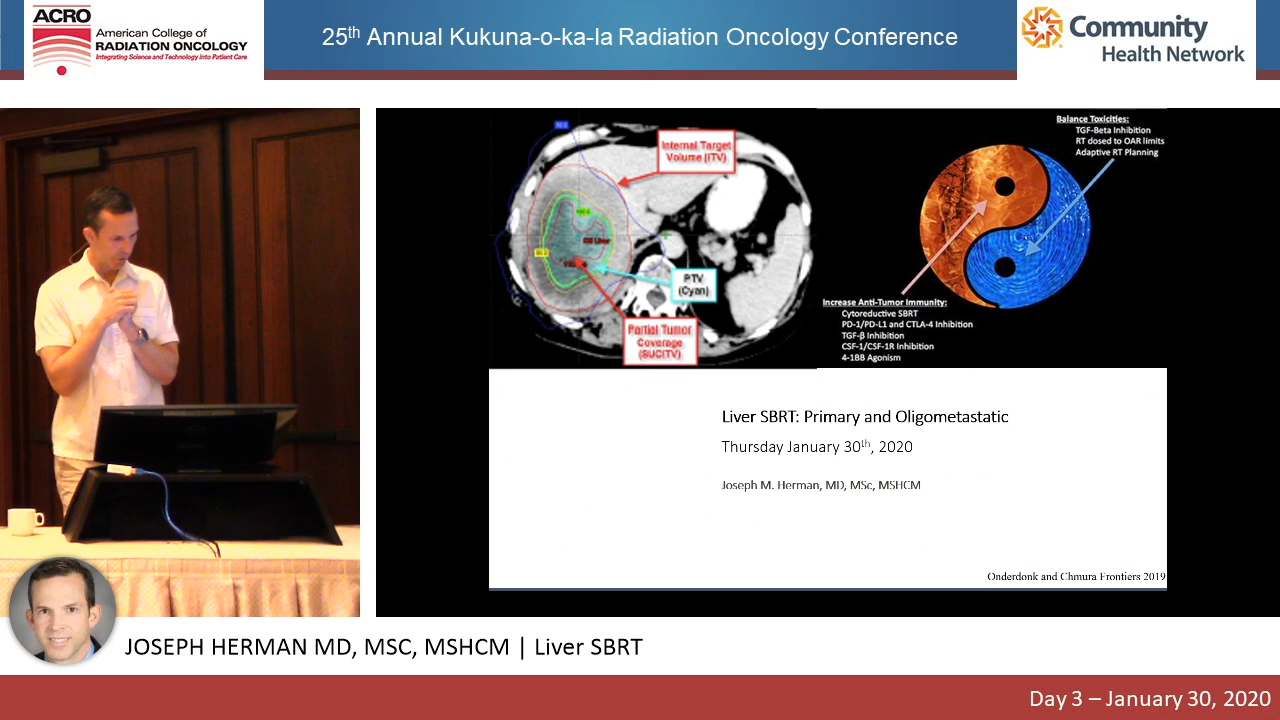 ACRO
American College of
RADIATION ONCOLOGY
Integrating Science and Technology Into Patient Care
25th Annual Kukuna-o-ka-la Radiation Oncology Conference
Community
Health Network
Internal Target
Volume (ITV)
PTV
(Cyan)
Partial Tumor
Coverage
(SUCITV)
Balance Toxicities:
TGF-Beta Inhibition
RT dosed to OAR limits
Adaptive RT Planning
Increase Anti-Tumor Immunity:
Cytoreductive SBRT
PD-1/PD-L1 and CTLA-4 Inhibition
TGF-β Inhibition
CSF-1/CSF-1R Inhibition
4-1BB Agonism
Liver SBRT: Primary and Oligometastatic
Thursday January 30th, 2020
Joseph M. Herman, MD, MSc, MSHCM
Onderdonk and Chmura Frontiers 2019
JOSEPH HERMAN MD, MSC, MSHCM | Liver SBRT
Day 3 – January 30, 2020